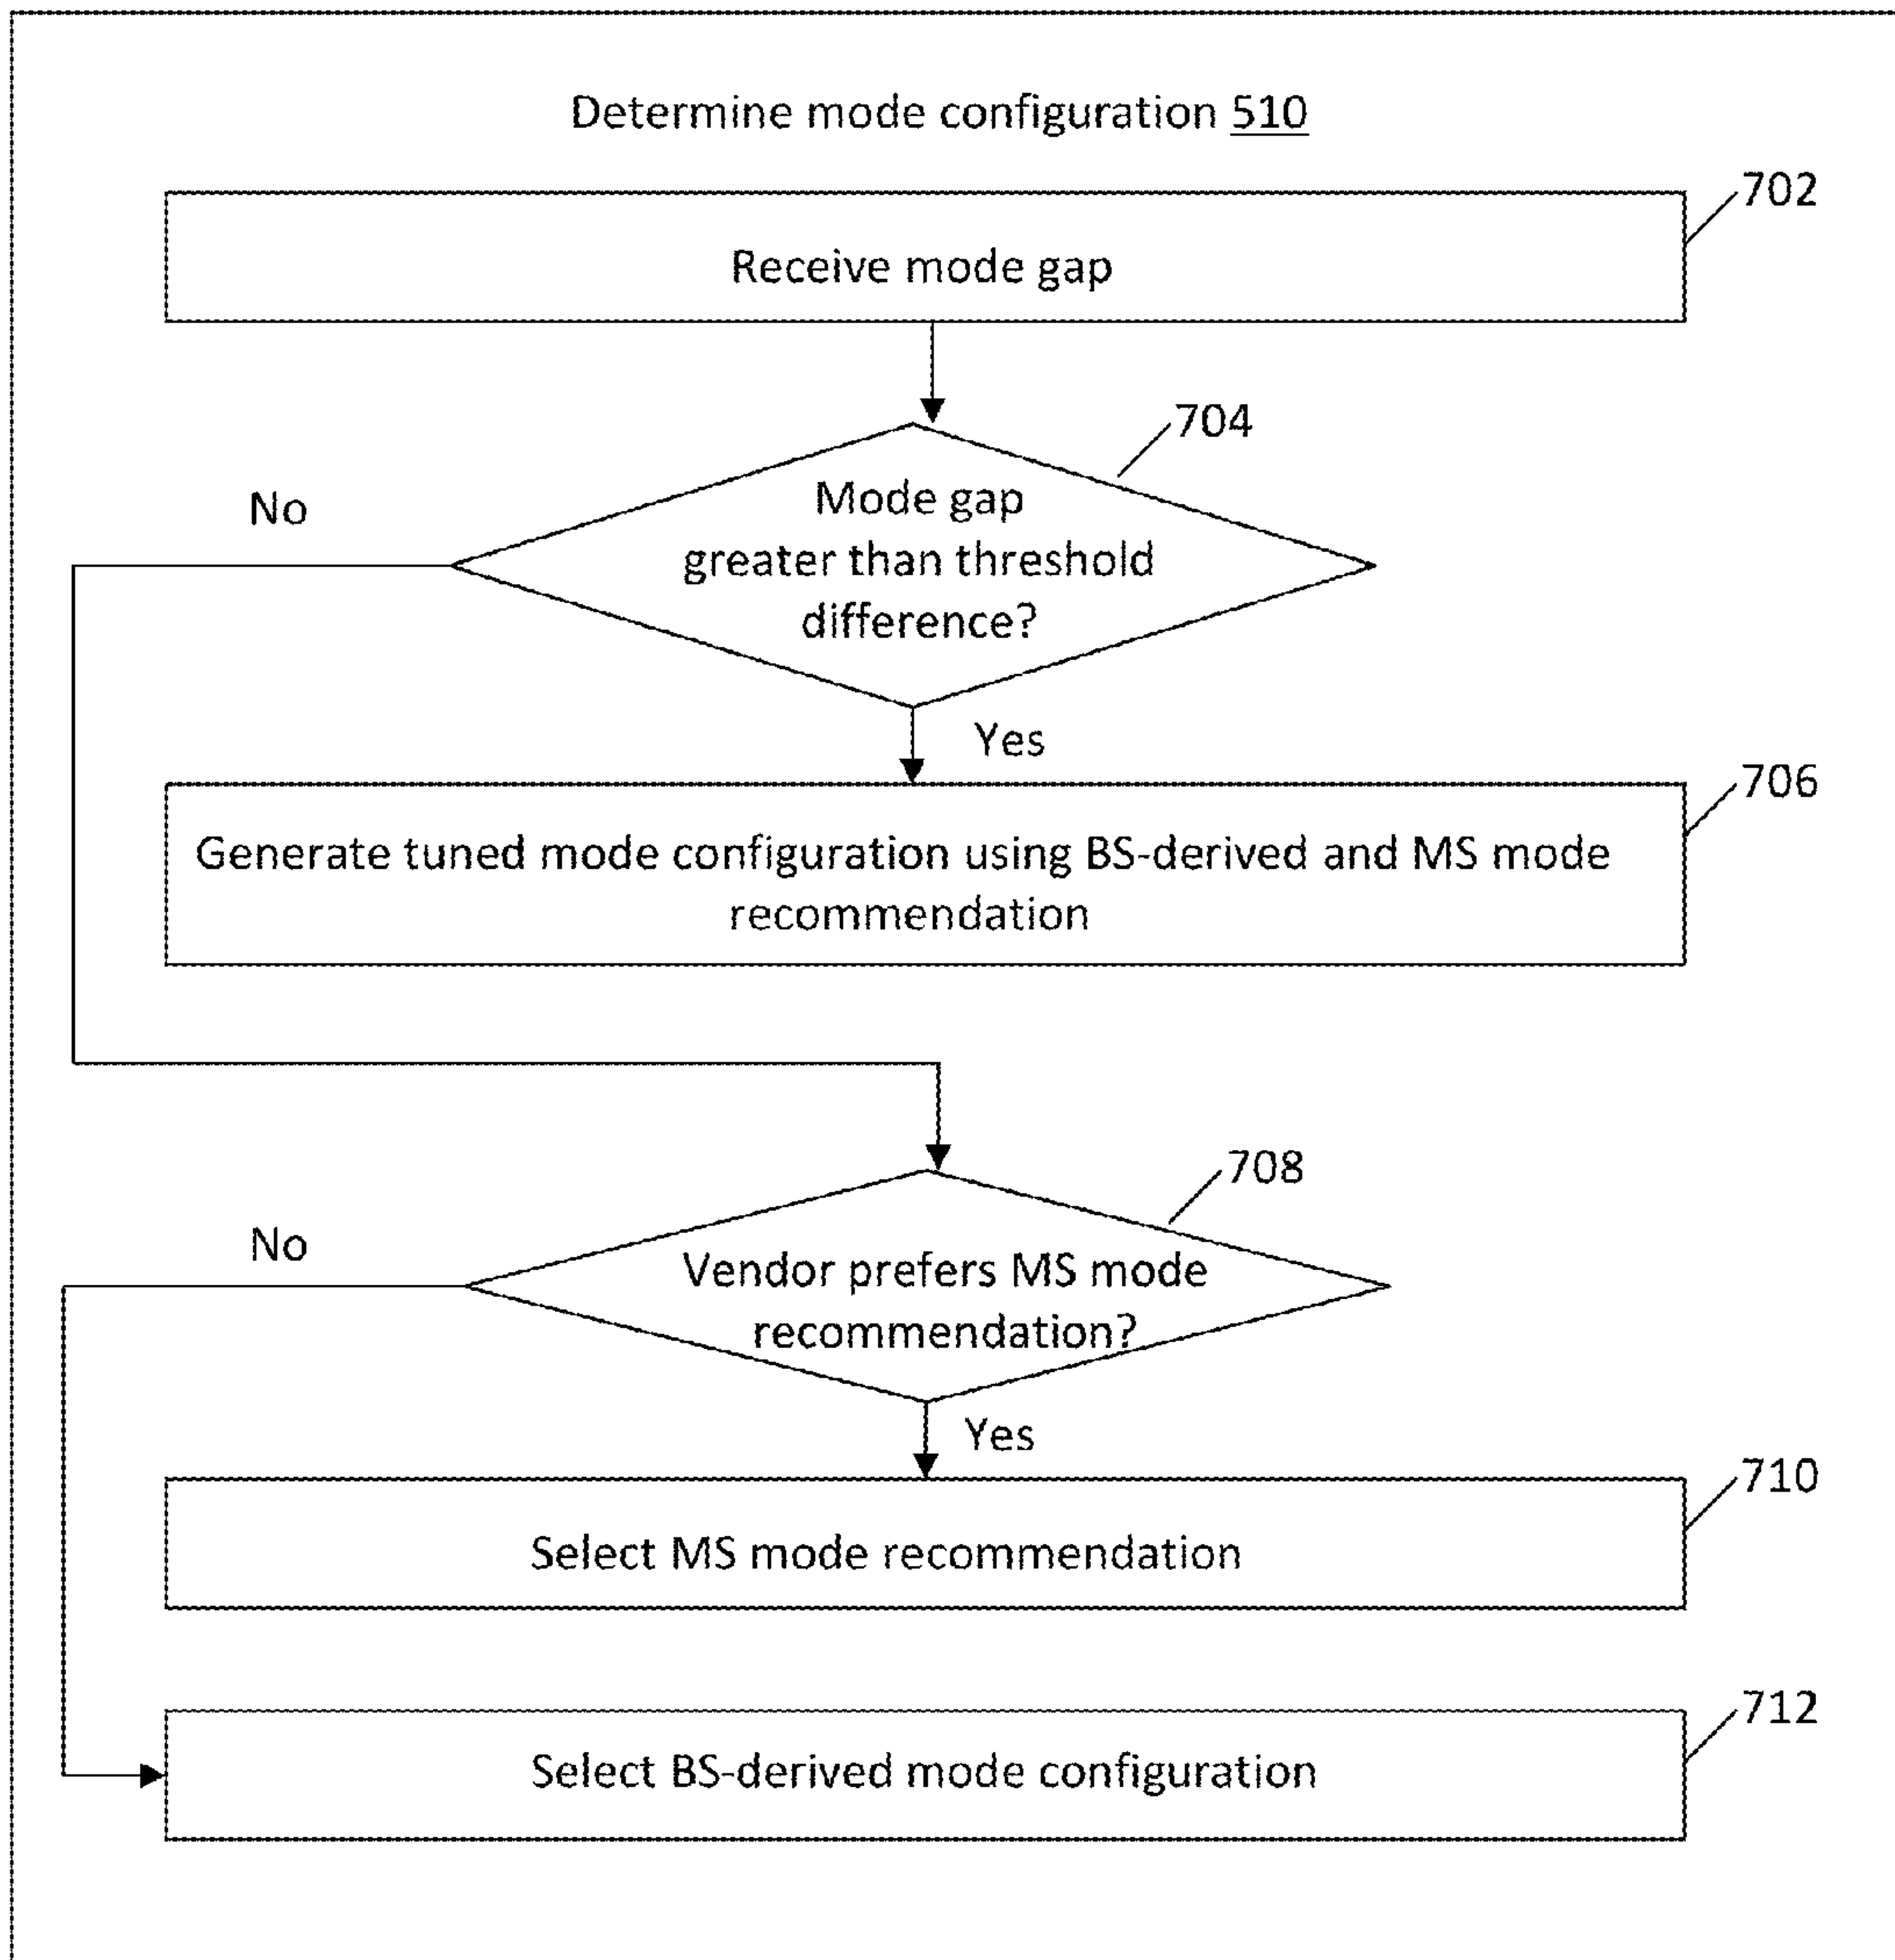 Determine mode configuration 510
702
Receive mode gap
704
No
Mode gap
greater than threshold
difference?
Yes
706
Generate tuned mode configuration using BS-derived and MS mode
recommendation
708
No
Vendor prefers MS mode
recommendation?
Yes
710
Select MS mode recommendation
712
Select BS-derived mode configuration